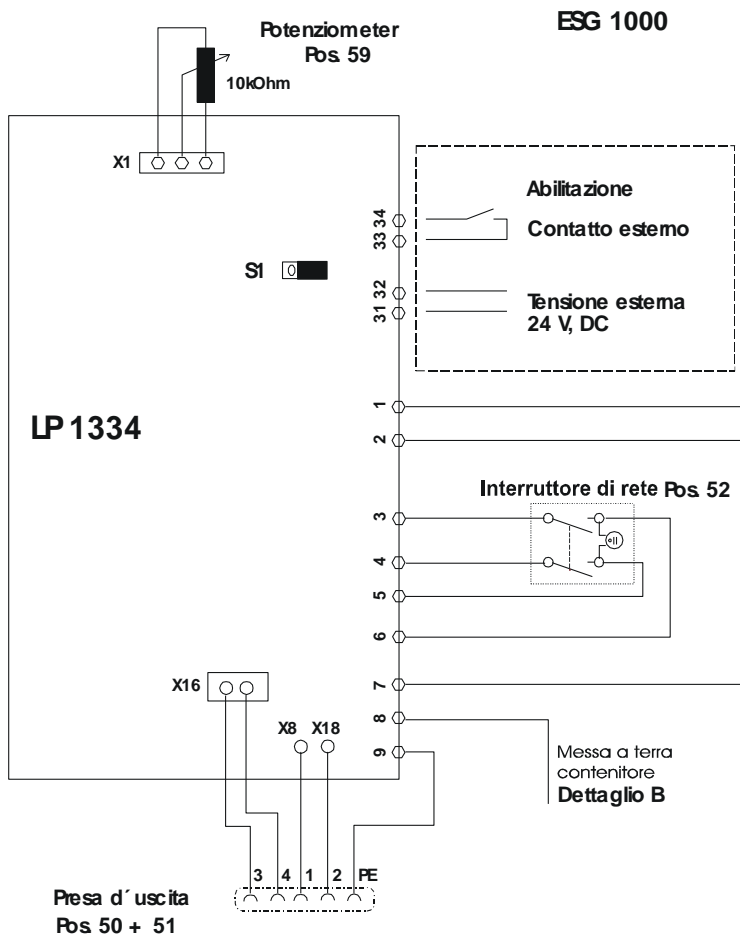 ESG 1000
Potenziometer
Pos. 59
10kOhm
X1
34
33
Abilitazione
Contatto esterno
S1
0
32
31
Tensione esterna
24 V, DC
LP 1334
1
2
Interruttore di rete Pos. 52
3
4
5
6
X16
7
8
X8 X18
9
Messa a terra
contenitore
Dettaglio B
3 4 1 2 PE
Presa d´ uscita
Pos. 50 + 51